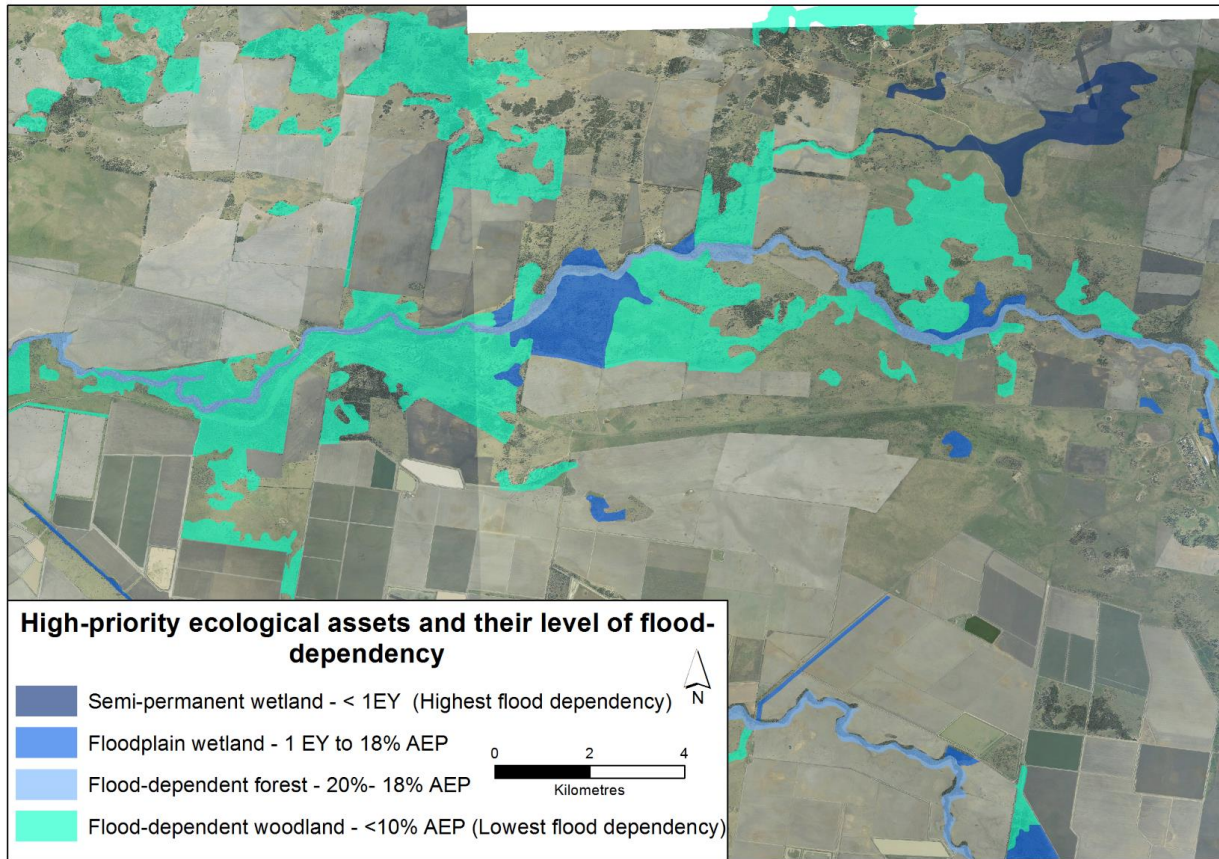 High-priority ecological assets and their level of flood-
dependency
Semi-permanent wetland - < 1EY (Highest flood dependency)
Floodplain wetland - 1 EY to 18% AEP
Flood-dependent forest - 20%- 18% AEP
Flood-dependent woodland - <10% AEP (Lowest flood dependency)
N
0 2 4
Kilometres